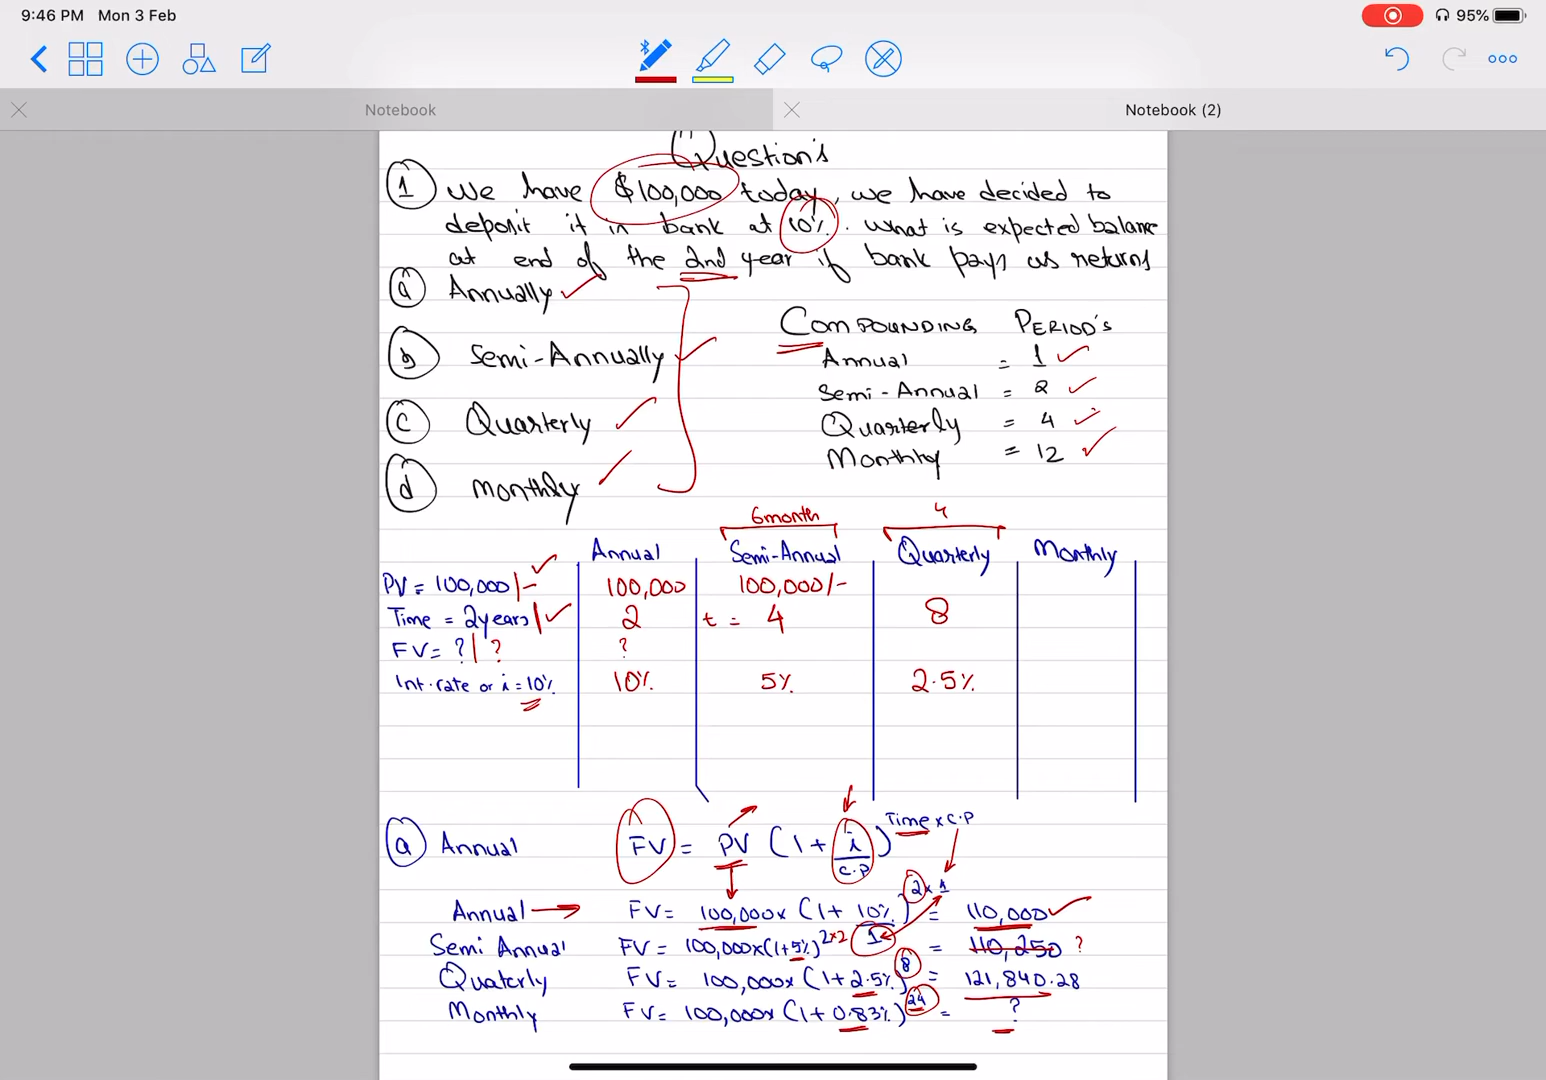 9:46 PM Mon 3 Feb 95%
Notebook Notebook (2)
Question's
1 We have $100,000 today, we have decided to
deposit it in bank at 10%. What is expected balance
at end of the 2nd year if bank pays us returns
a Annually
b Semi-Annually
c Quarterly
d monthly
COMPOUNDING PERIOD'S
Annual = 1
Semi-Annual = 2
Quarterly = 4
Monthly = 12
6month 4
Annual Semi-Annual Quarterly Monthly
PV = 100,000/- 100,000 100,000/-
Time = 2years 2 t = 4 8
FV = ? ? ?
Int. rate or i = 10% 10% 5% 2.5%
a Annual FV = PV (1 + i/C.P) Time x C.P
Annual → FV = 100,000x (1 + 10%/1) 2x1 = 110,000
Semi Annual FV = 100,000x(1+5%) 2x2 = 110,250 ?
Quaterly FV = 100,000x (1+2.5%) 8 = 121,840.28
Monthly FV = 100,000x (1+0.83%) 24 = ?